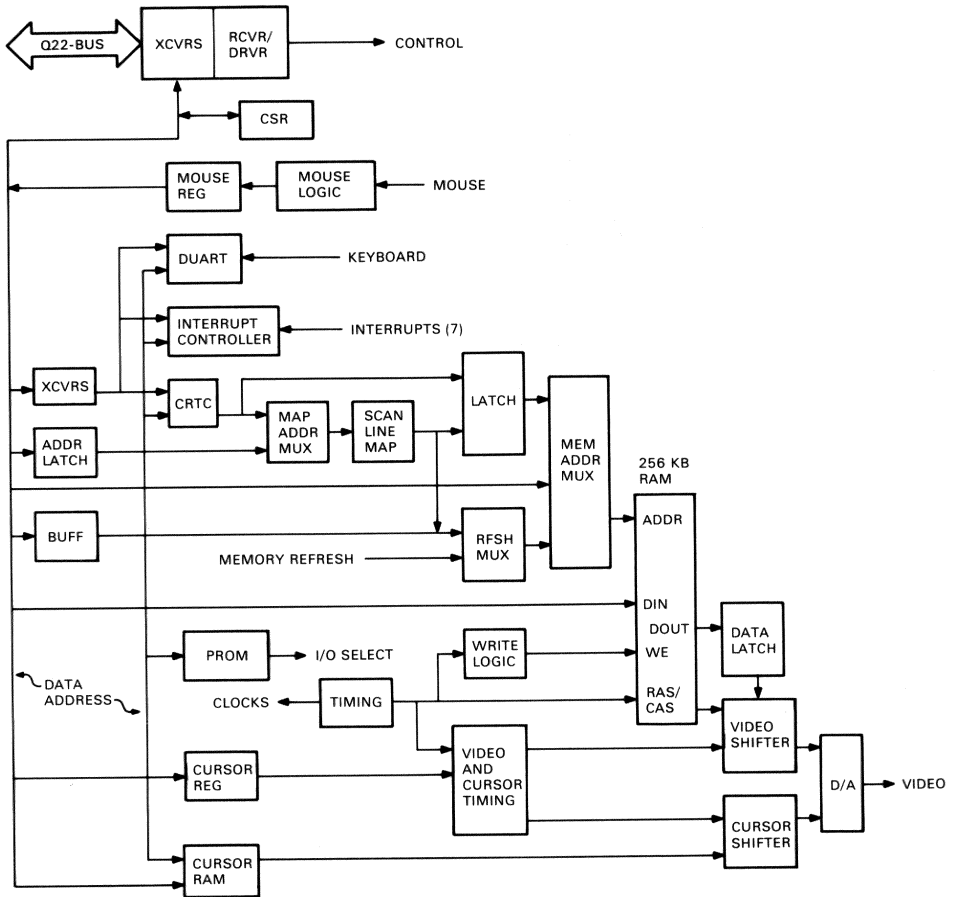 Q22-BUS
XCVRS
RCVR/
DRVR
CONTROL
CSR
MOUSE
REG
MOUSE
LOGIC
MOUSE
DUART
KEYBOARD
INTERRUPT
CONTROLLER
INTERRUPTS (7)
XCVRS
CRTC
LATCH
MAP
ADDR
MUX
SCAN
LINE
MAP
ADDR
LATCH
MEM
ADDR
MUX
256 KB
RAM
ADDR
BUFF
RFSH
MUX
MEMORY REFRESH
DIN
DOUT
WE
RAS/
CAS
DATA
LATCH
WRITE
LOGIC
PROM
I/O SELECT
DATA
ADDRESS
CLOCKS
TIMING
VIDEO
SHIFTER
VIDEO
AND
CURSOR
TIMING
CURSOR
REG
D/A
VIDEO
CURSOR
SHIFTER
CURSOR
RAM